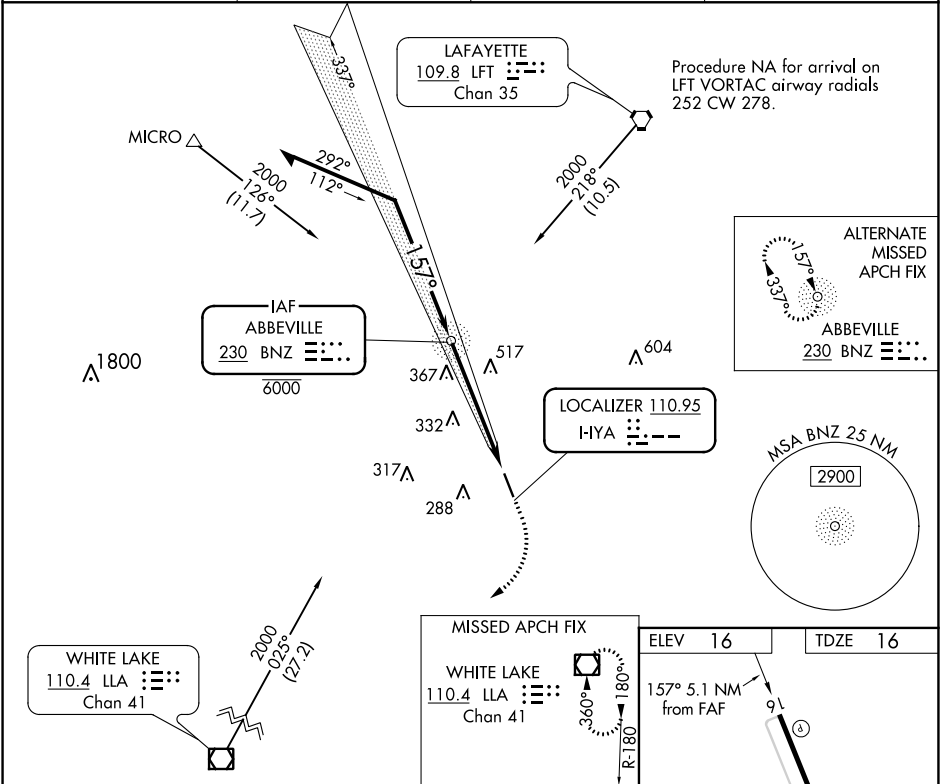 LAFAYETTE
109.8 LFT
Chan 35
Procedure NA for arrival on
LFT VORTAC airway radials
252 CW 278.
337°
MICRO
2000
126°
(11.7)
292°
112°
2000
218°
(10.5)
157°
ALTERNATE
MISSED
APCH FIX
157°
337°
ABBEVILLE
230 BNZ
IAF
ABBEVILLE
230 BNZ
6000
1800
367
517
604
332
LOCALIZER 110.95
I-IYA
317
288
MSA BNZ 25 NM
2900
2000
025°
(27.2)
WHITE LAKE
110.4 LLA
Chan 41
MISSED APCH FIX
WHITE LAKE
110.4 LLA
Chan 41
360°
180°
R-180
ELEV 16
TDZE 16
157° 5.1 NM
from FAF
16
P